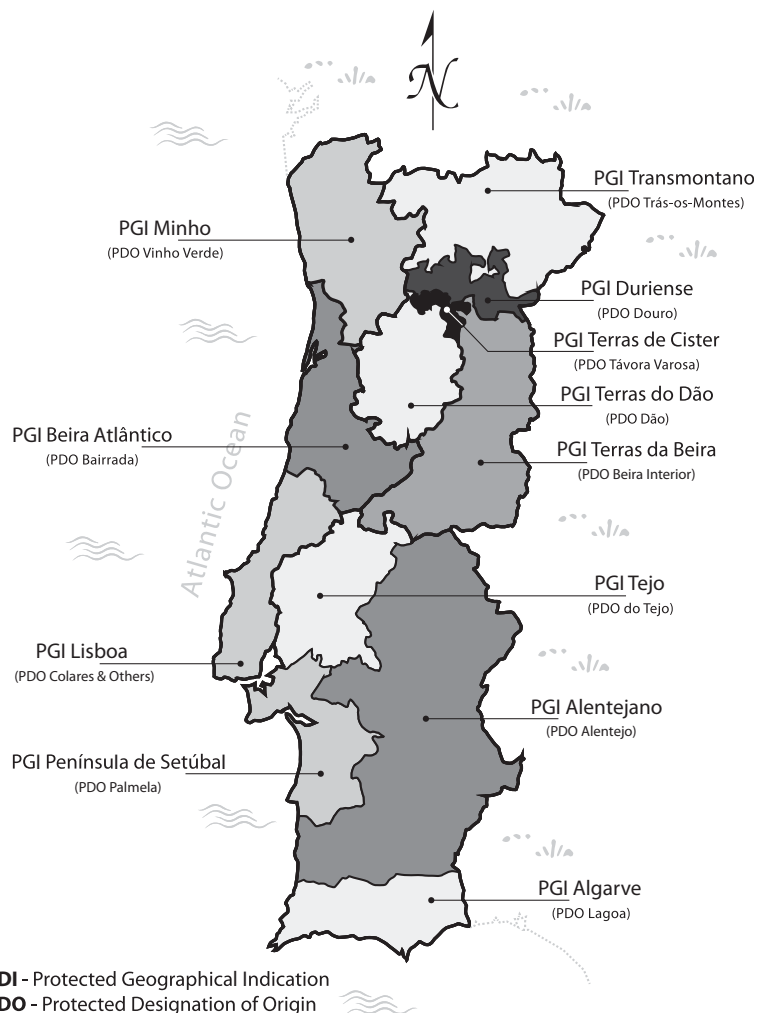 N
PGI Transmontano
(PDO Trás-os-Montes)
PGI Minho
(PDO Vinho Verde)
PGI Duriense
(PDO Douro)
PGI Terras de Cister
(PDO Távora Varosa)
PGI Terras do Dão
(PDO Dão)
PGI Beira Atlântico
(PDO Bairrada)
PGI Terras da Beira
(PDO Beira Interior)
Atlantic Ocean
PGI Tejo
(PDO do Tejo)
PGI Lisboa
(PDO Colares & Others)
PGI Alentejano
(PDO Alentejo)
PGI Península de Setúbal
(PDO Palmela)
PGI Algarve
(PDO Lagoa)
DI - Protected Geographical Indication
DO - Protected Designation of Origin